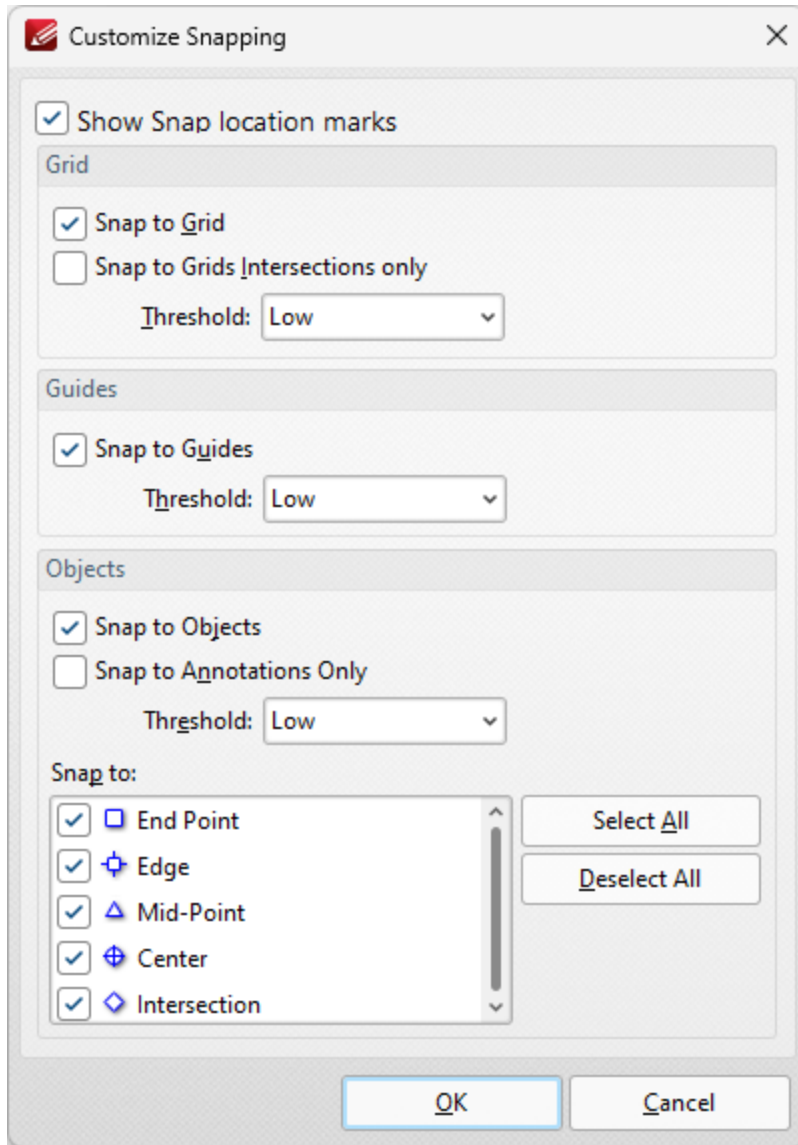 Customize Snapping
Show Snap location marks
Grid
Snap to Grid
Snap to Grids Intersections only
Threshold: Low
Guides
Snap to Guides
Threshold: Low
Objects
Snap to Objects
Snap to Annotations Only
Threshold: Low
Snap to:
End Point
Select All
Edge
Deselect All
Mid-Point
Center
Intersection
OK Cancel